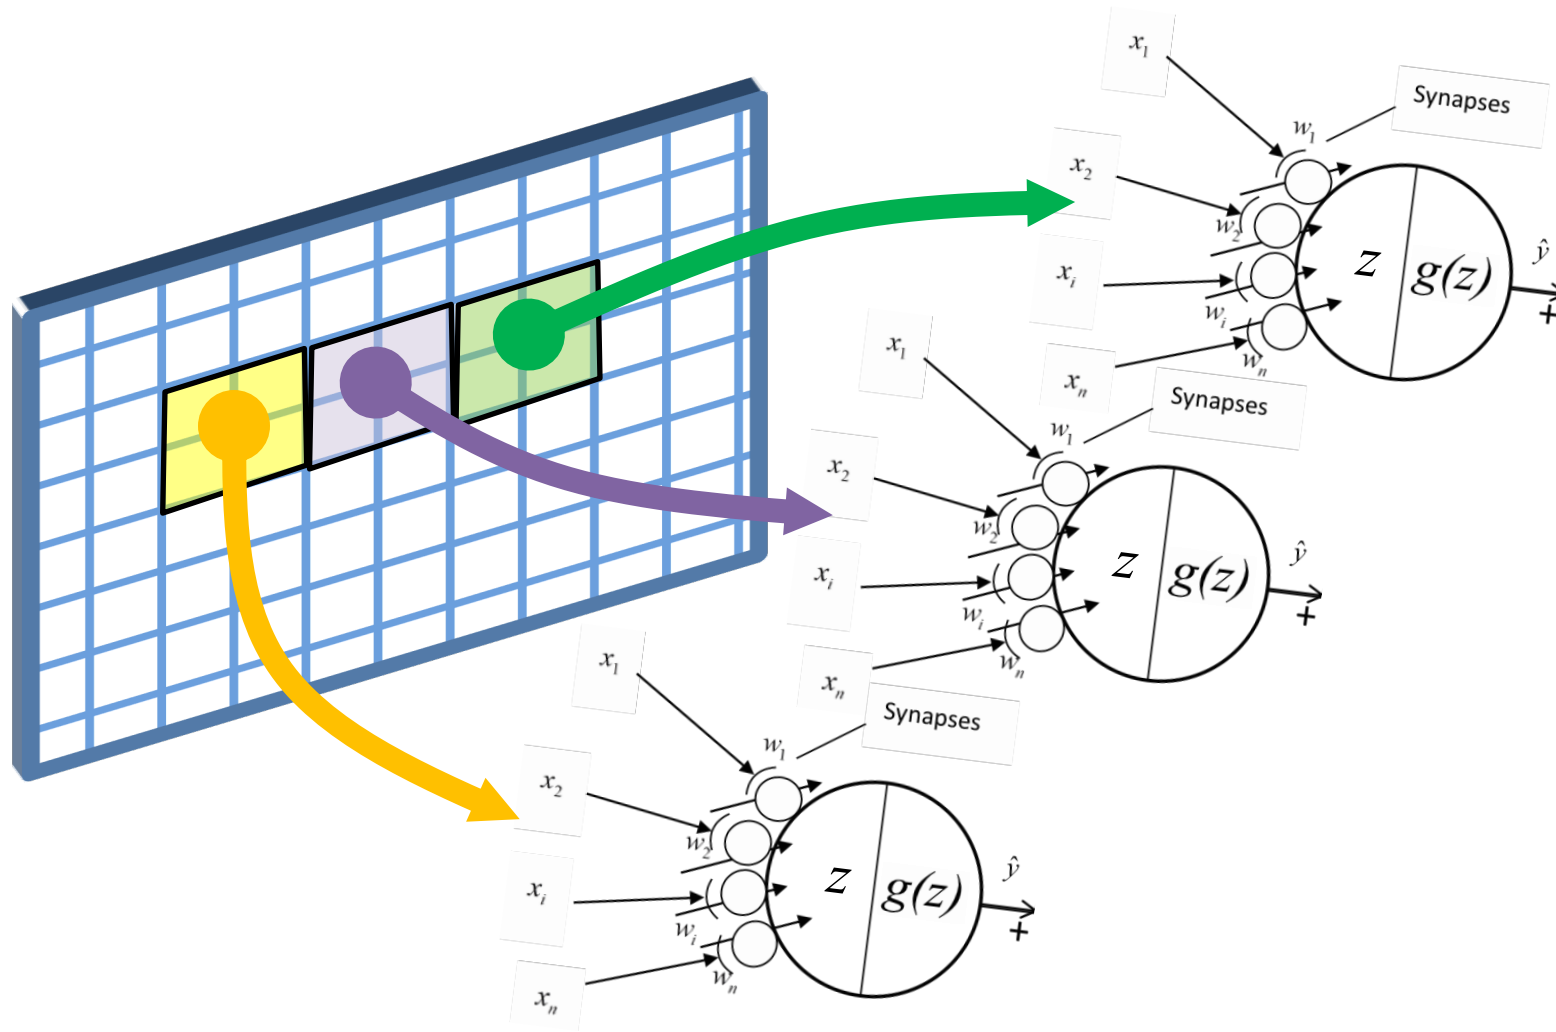 x₁
Synapses
w₁
x₂
w₂
xᵢ
wᵢ
xₙ
wₙ
z
g(z)
ŷ
+
x₁
Synapses
w₁
x₂
w₂
xᵢ
wᵢ
xₙ
wₙ
z
g(z)
ŷ
+
x₁
Synapses
w₁
x₂
w₂
xᵢ
wᵢ
xₙ
wₙ
z
g(z)
ŷ
+